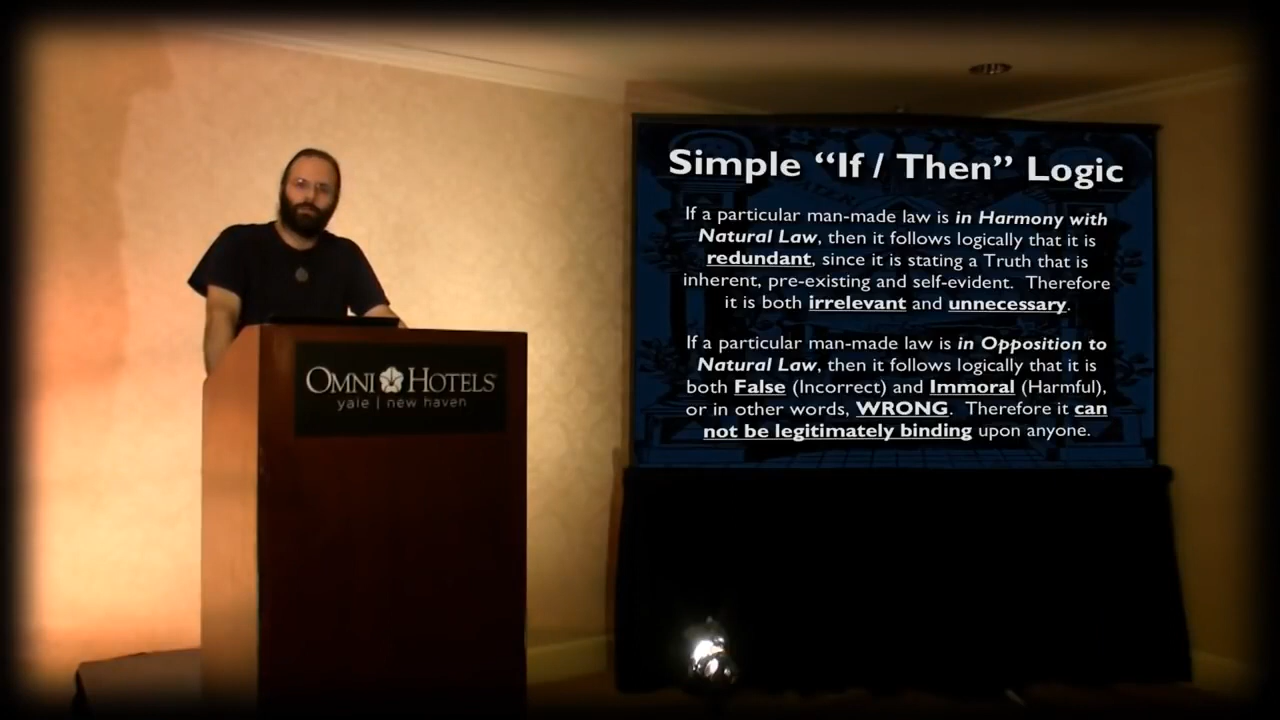 Simple “If / Then” Logic
If a particular man-made law is in Harmony with
Natural Law, then it follows logically that it is
redundant, since it is stating a Truth that is
inherent, pre-existing and self-evident.  Therefore
it is both irrelevant and unnecessary.
If a particular man-made law is in Opposition to
Natural Law, then it follows logically that it is
both False (Incorrect) and Immoral (Harmful),
or in other words, WRONG.  Therefore it can
not be legitimately binding upon anyone.
OMNI HOTELS
yale | new haven